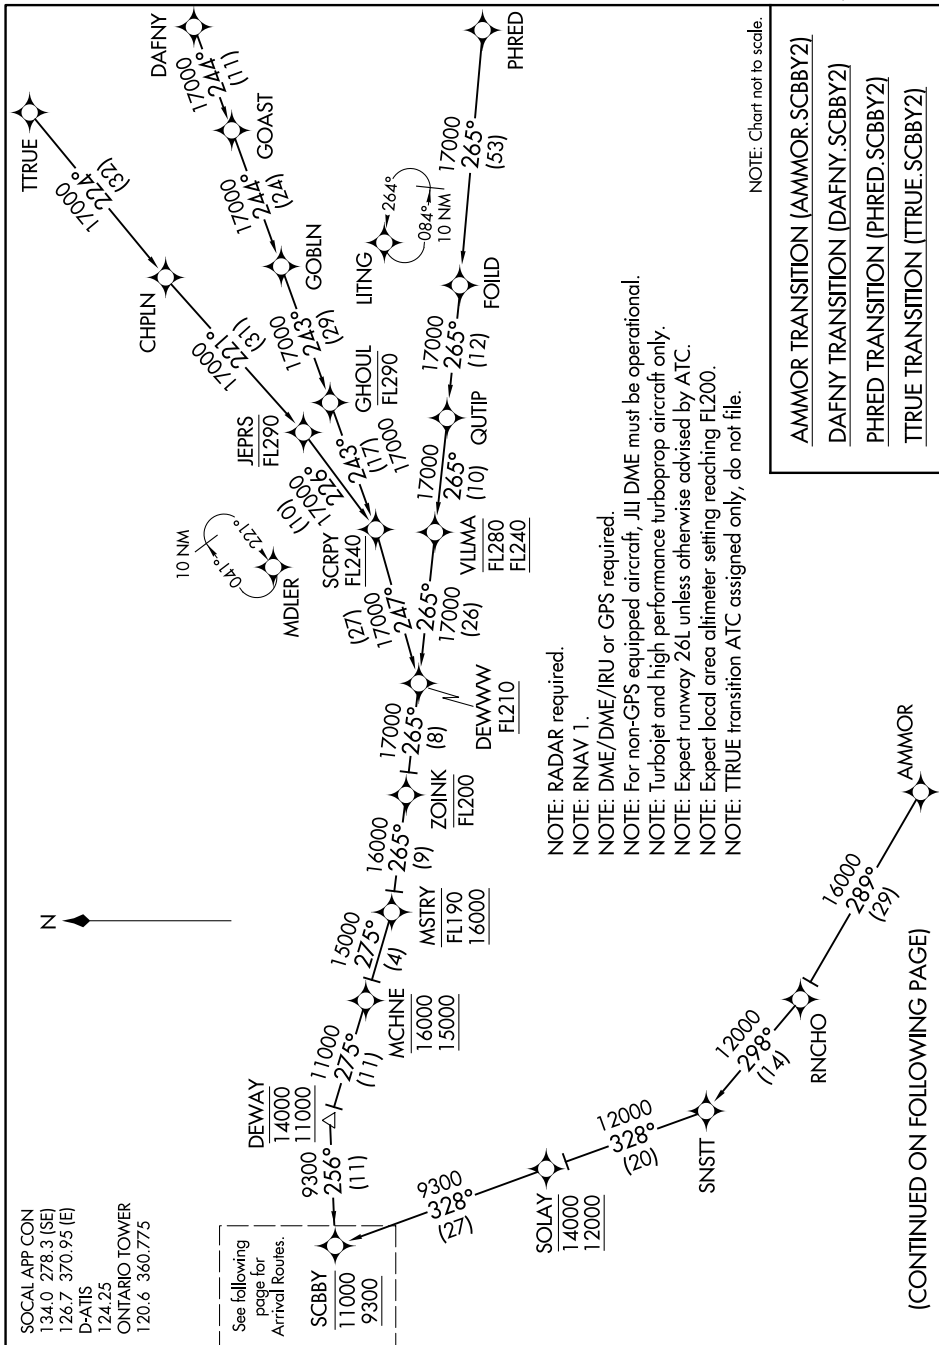 SOCAL APP CON
134.0 278.3 (SE)
126.7 370.95 (E)
D-ATIS
124.25
ONTARIO TOWER
120.6 360.775
N
TTRUE
17000
224°
(32)
CHPLN
17000
221°
(31)
JEPRS
FL290
17000
226°
(10)
DAFNY
17000
244°
(11)
GOAST
17000
244°
(24)
GOBLN
17000
243°
(29)
GHOUL
FL290
243°
(17)
17000
SCRPY
FL240
(27)
17000
247°
10 NM
041°
221°
MDLER
LITNG
264°
084°
10 NM
PHRED
17000
265°
(53)
FOILD
17000
265°
(12)
QUTIP
17000
265°
(10)
VLLMA
FL280
FL240
265°
17000
(26)
DEWWW
FL210
17000
265°
(8)
ZOINK
FL200
16000
265°
(9)
MSTRY
FL190
16000
15000
275°
(4)
MCHNE
16000
15000
11000
275°
(11)
DEWAY
14000
11000
9300
256°
(11)
See following
page for
Arrival Routes.
SCBBY
11000
9300
9300
328°
(27)
SOLAY
14000
12000
12000
328°
(20)
SNSTT
12000
298°
(14)
RNCHO
16000
289°
(29)
AMMOR
NOTE: RADAR required.
NOTE: RNAV 1.
NOTE: DME/DME/IRU or GPS required.
NOTE: For non-GPS equipped aircraft, JLI DME must be operational.
NOTE: Turbojet and high performance turboprop aircraft only.
NOTE: Expect runway 26L unless otherwise advised by ATC.
NOTE: Expect local area altimeter setting reaching FL200.
NOTE: TTRUE transition ATC assigned only, do not file.
NOTE: Chart not to scale.
AMMOR TRANSITION (AMMOR.SCBBY2)
DAFNY TRANSITION (DAFNY.SCBBY2)
PHRED TRANSITION (PHRED.SCBBY2)
TTRUE TRANSITION (TTRUE.SCBBY2)
(CONTINUED ON FOLLOWING PAGE)